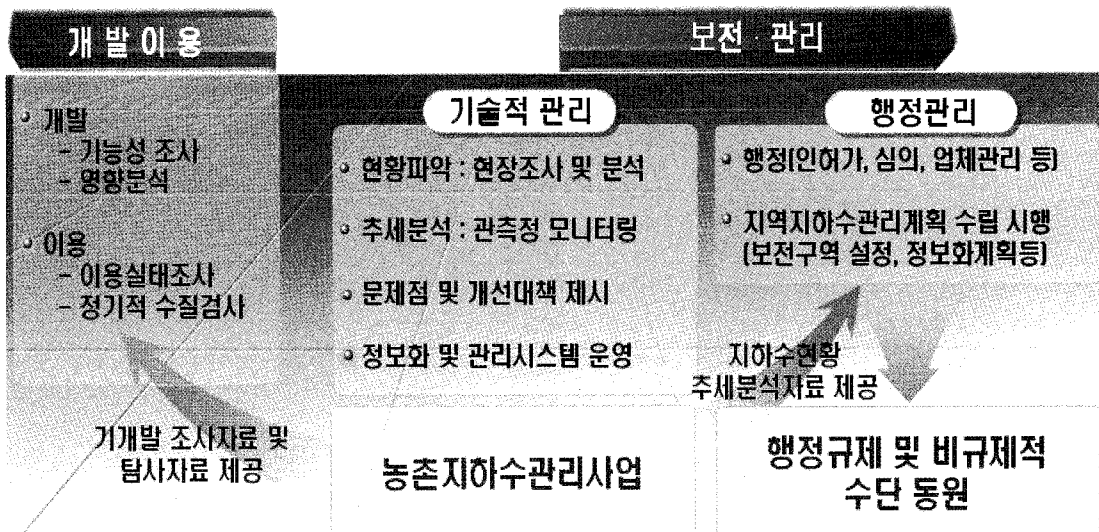 개발이용
보전·관리
• 개발
- 가능성 조사
- 영향분석
• 이용
- 이용실태조사
- 정기적 수질검사
기개발 조사자료 및
탐사자료 제공
기술적 관리
• 현황파악 : 현장조사 및 분석
• 추세분석 : 관측정 모니터링
• 문제점 및 개선대책 제시
• 정보화 및 관리시스템 운영
농촌지하수관리사업
행정관리
• 행정(인허가, 심의, 업체관리 등)
• 지역지하수관리계획 수립 시행
(보전구역 설정, 정보화계획등)
지하수현황
추세분석자료 제공
행정규제 및 비규제적
수단 동원